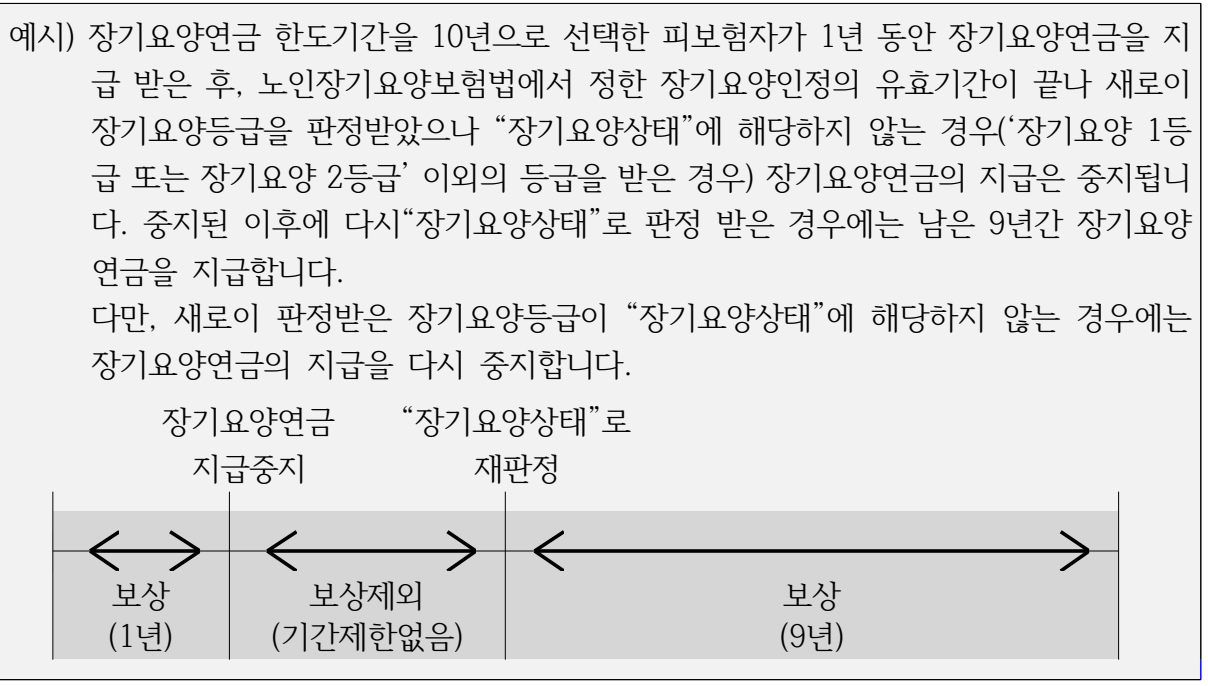 예시) 장기요양연금 한도기간을 10년으로 선택한 피보험자가 1년 동안 장기요양연금을 지
급 받은 후, 노인장기요양보험법에서 정한 장기요양인정의 유효기간이 끝나 새로이
장기요양등급을 판정받았으나 “장기요양상태”에 해당하지 않는 경우(‘장기요양 1등
급 또는 장기요양 2등급’ 이외의 등급을 받은 경우) 장기요양연금의 지급은 중지됩니
다. 중지된 이후에 다시“장기요양상태”로 판정 받은 경우에는 남은 9년간 장기요양
연금을 지급합니다.
다만, 새로이 판정받은 장기요양등급이 “장기요양상태”에 해당하지 않는 경우에는
장기요양연금의 지급을 다시 중지합니다.
장기요양연금 “장기요양상태”로
지급중지 재판정
보상 보상제외 보상
(1년) (기간제한없음) (9년)